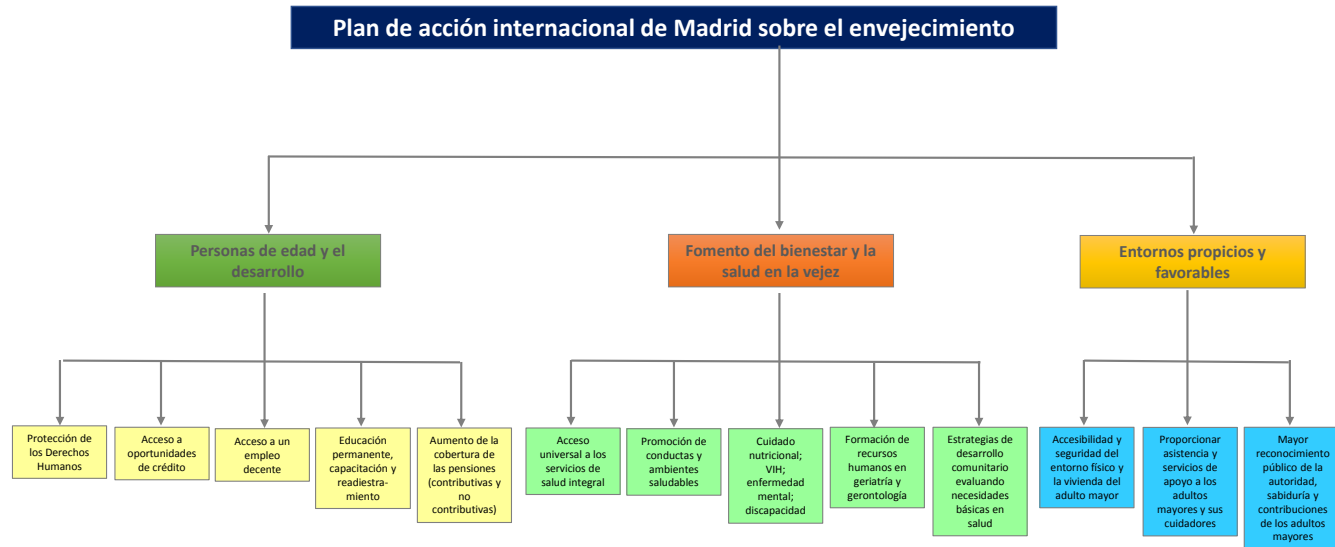 Plan de acción internacional de Madrid sobre el envejecimiento
Personas de edad y el
desarrollo
Fomento del bienestar y la
salud en la vejez
Entornos propicios y
favorables
Protección de
los Derechos
Humanos
Acceso a
oportunidades
de crédito
Acceso a un
empleo
decente
Educación
permanente,
capacitación y
readiestra-
miento
Aumento de la
cobertura de
las pensiones
(contributivas y
no
contributivas)
Acceso
universal a los
servicios de
salud integral
Promoción de
conductas y
ambientes
saludables
Cuidado
nutricional;
VIH;
enfermedad
mental;
discapacidad
Formación de
recursos
humanos en
geriatría y
gerontología
Estrategias de
desarrollo
comunitario
evaluando
necesidades
básicas en
salud
Accesibilidad y
seguridad del
entorno físico y
la vivienda del
adulto mayor
Proporcionar
asistencia y
servicios de
apoyo a los
adultos
mayores y sus
cuidadores
Mayor
reconocimiento
público de la
autoridad,
sabiduría y
contribuciones
de los adultos
mayores